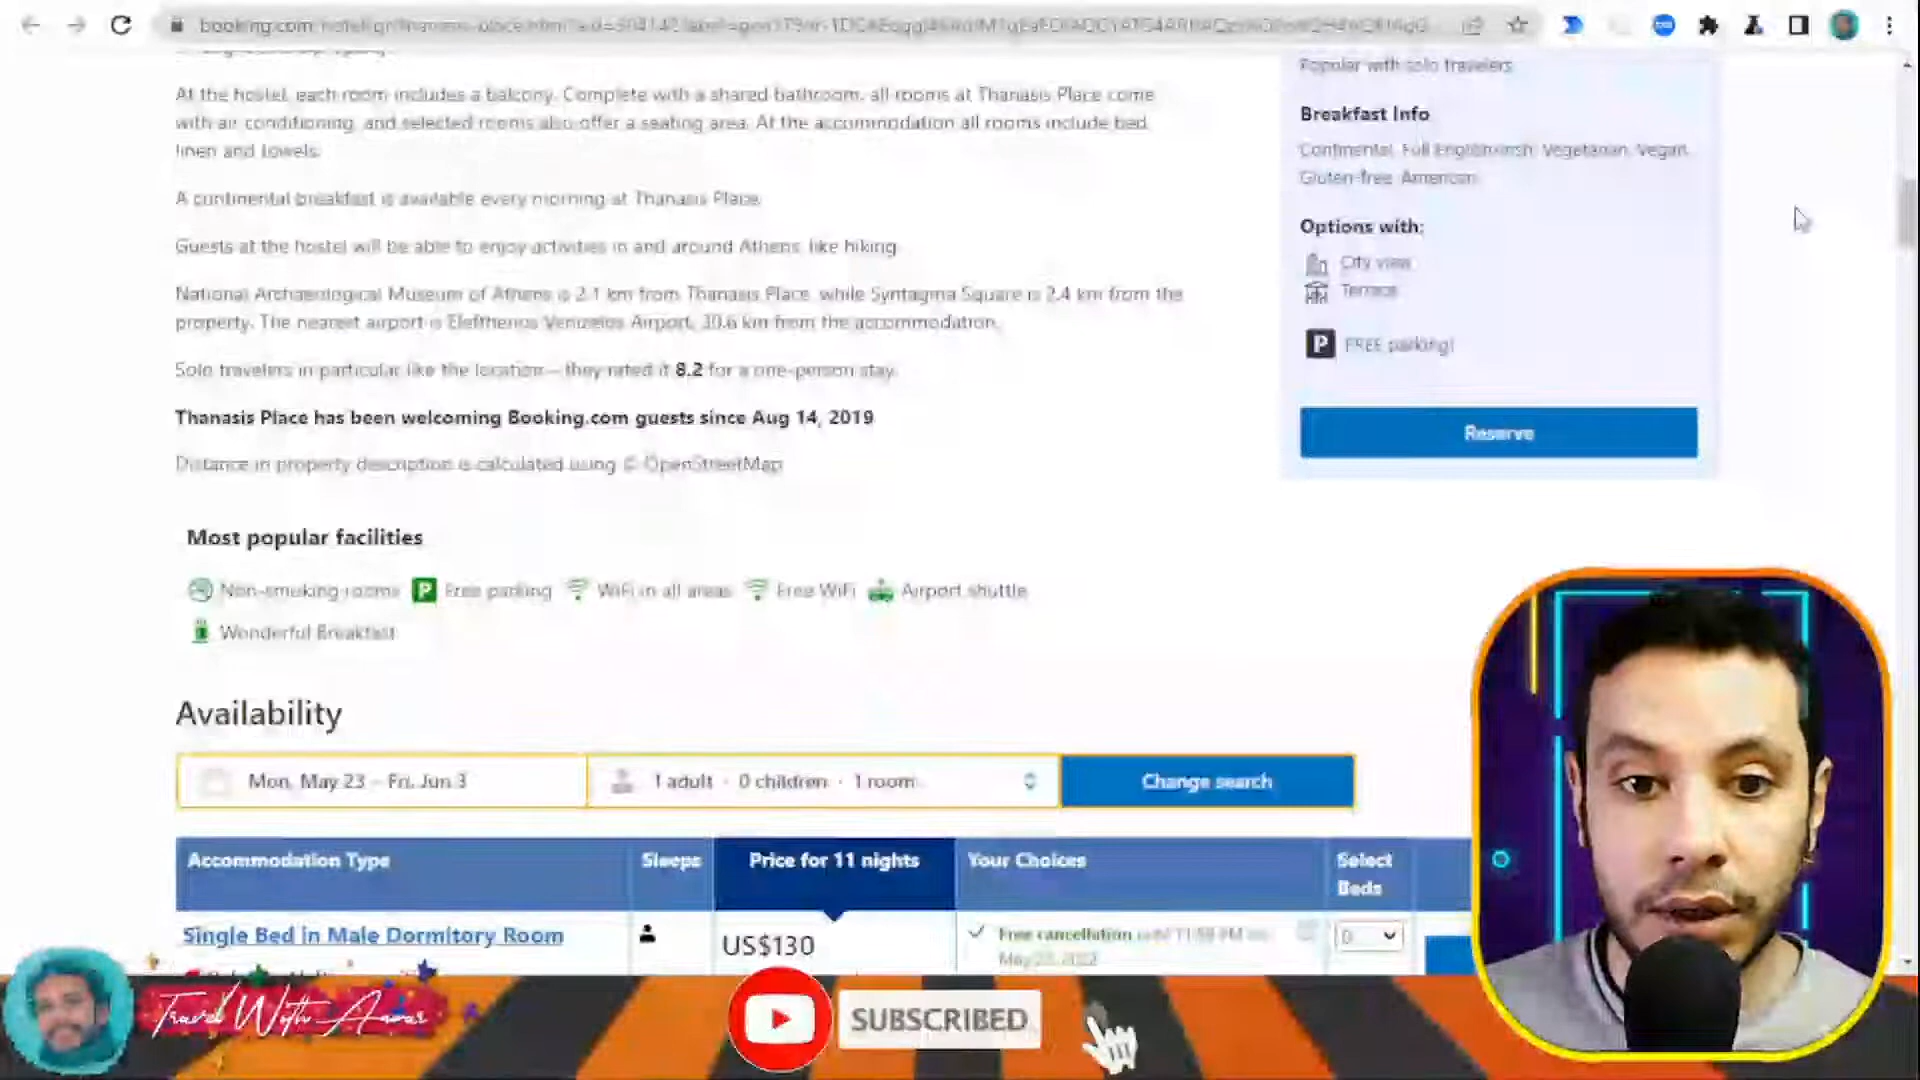 booking.com
Popular with solo travelers
At the hostel, each room includes a balcony. Complete with a shared bathroom, all rooms at Thanasis Place come
with air conditioning, and selected rooms also offer a seating area. At the accommodation all rooms include bed
linen and towels.
Breakfast Info
Continental, Full English/Irish, Vegetarian, Vegan,
Gluten-free, American
A continental breakfast is available every morning at Thanasis Place.
Options with:
Guests at the hostel will be able to enjoy activities in and around Athens, like hiking.
City view
Terrace
National Archaeological Museum of Athens is 2.1 km from Thanasis Place, while Syntagma Square is 2.4 km from the
property. The nearest airport is Eleftherios Venizelos Airport, 30.6 km from the accommodation.
P FREE parking!
Solo travelers in particular like the location – they rated it 8.2 for a one-person stay.
Thanasis Place has been welcoming Booking.com guests since Aug 14, 2019
Reserve
Distance in property description is calculated using © OpenStreetMap
Most popular facilities
Non-smoking rooms P Free parking WiFi in all areas Free WiFi Airport shuttle
Wonderful Breakfast
Availability
Mon, May 23 – Fri, Jun 3 1 adult · 0 children · 1 room Change search
Accommodation Type Sleeps Price for 11 nights Your Choices Select
Beds
Single Bed in Male Dormitory Room US$130 Free cancellation until 11:59 PM on 0
2022
Travel With Anwar SUBSCRIBED